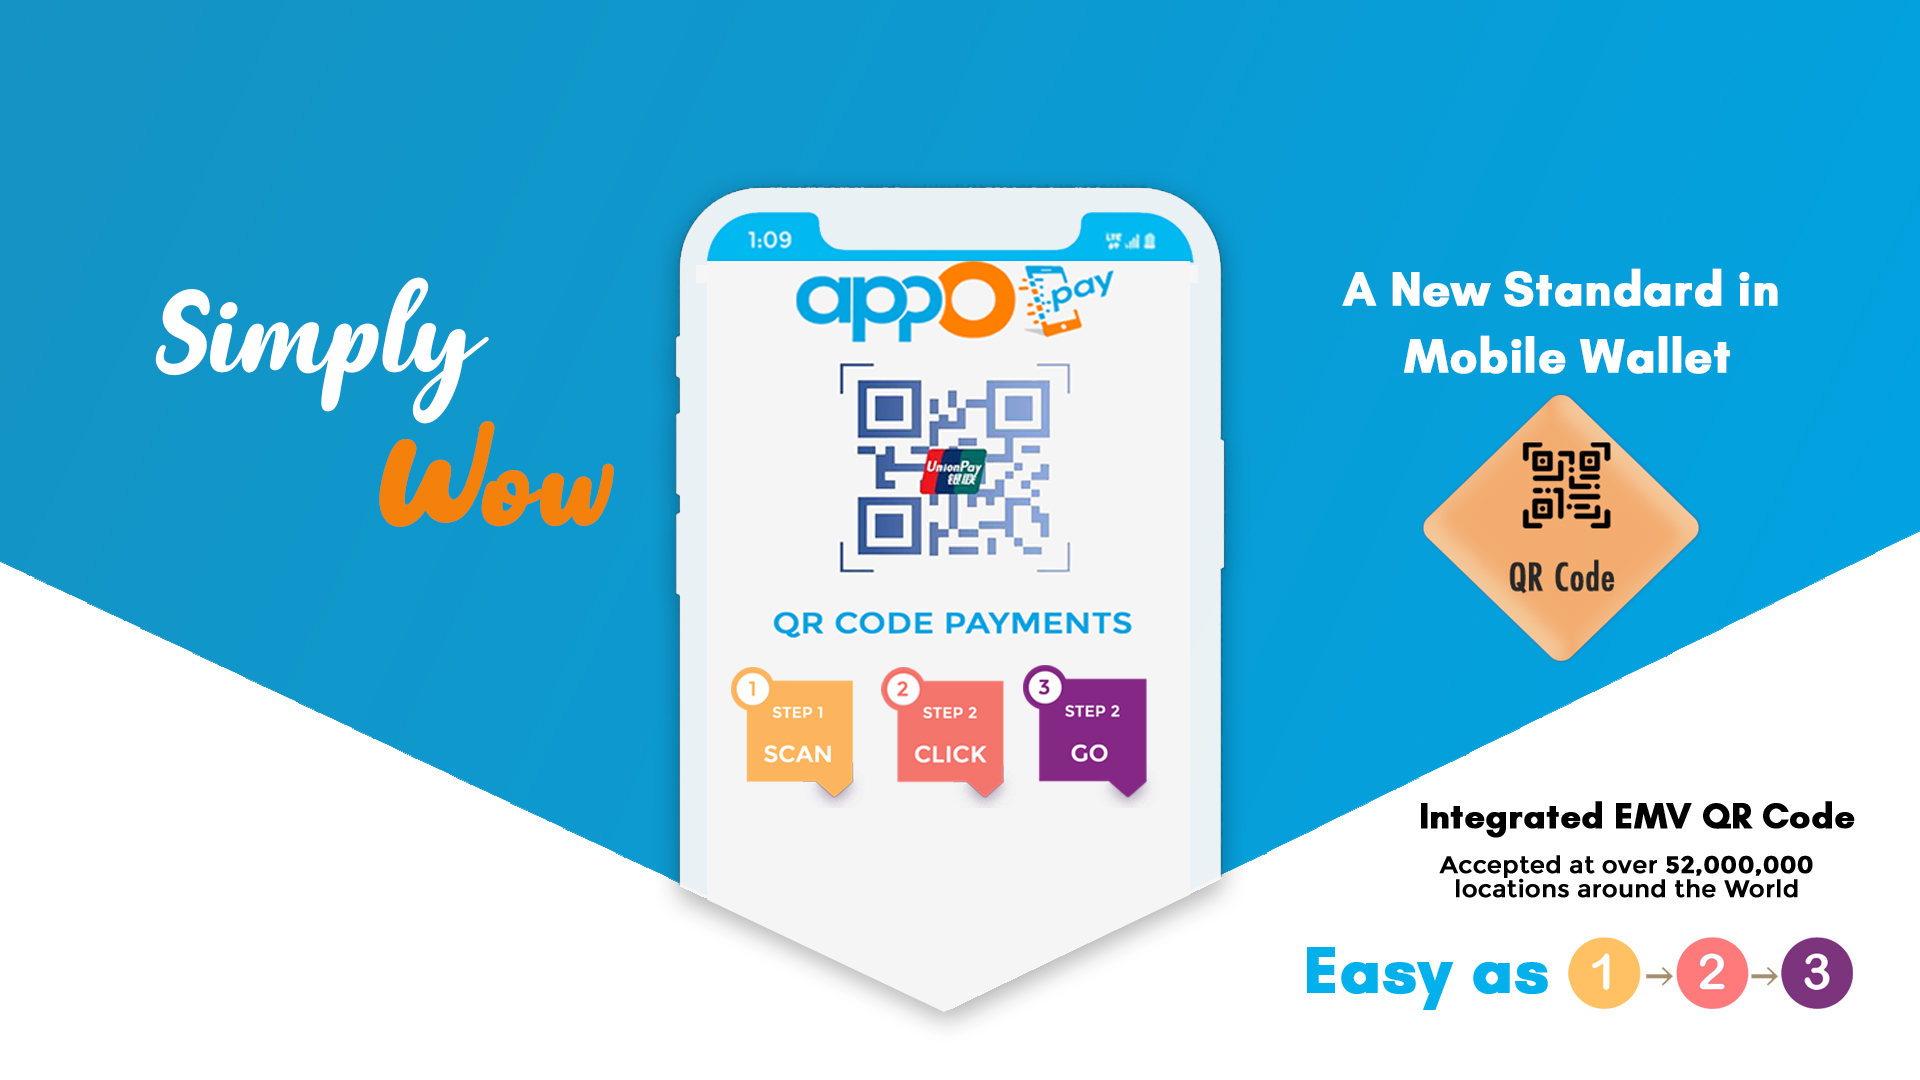 Simply
Wow
1:09
LTE
appO pay
UnionPay
银联
QR CODE PAYMENTS
1
STEP 1
SCAN
2
STEP 2
CLICK
3
STEP 2
GO
A New Standard in
Mobile Wallet
QR Code
Integrated EMV QR Code
Accepted at over 52,000,000
locations around the World
Easy as 1 → 2 → 3